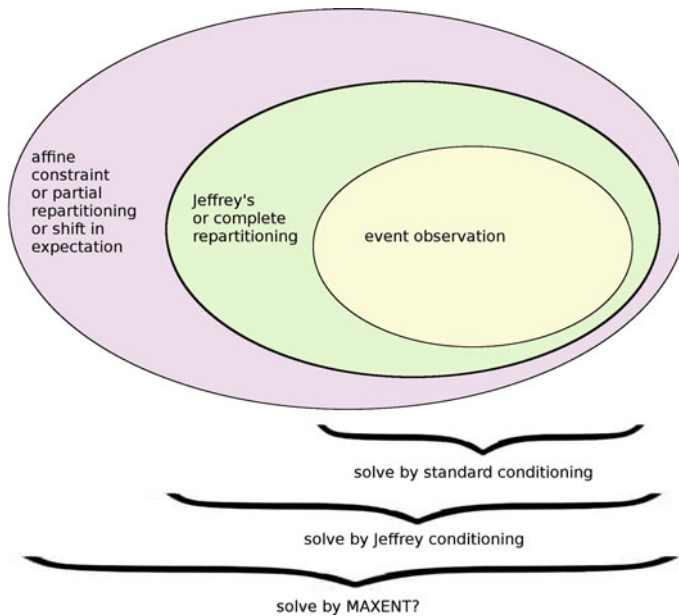 affine
constraint
or partial
repartitioning
or shift in
expectation
Jeffrey's
or complete
repartitioning
event observation
solve by standard conditioning
solve by Jeffrey conditioning
solve by MAXENT?